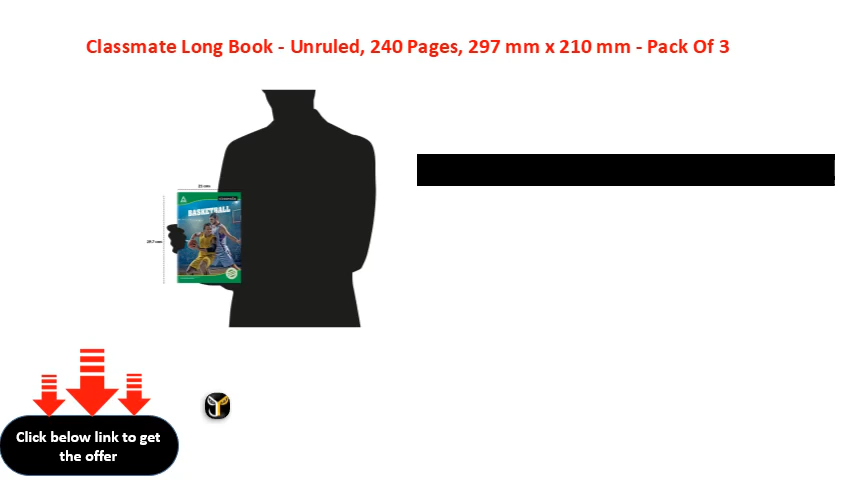 Classmate Long Book - Unruled, 240 Pages, 297 mm x 210 mm - Pack Of 3
BASKETBALL
Click below link to get
the offer